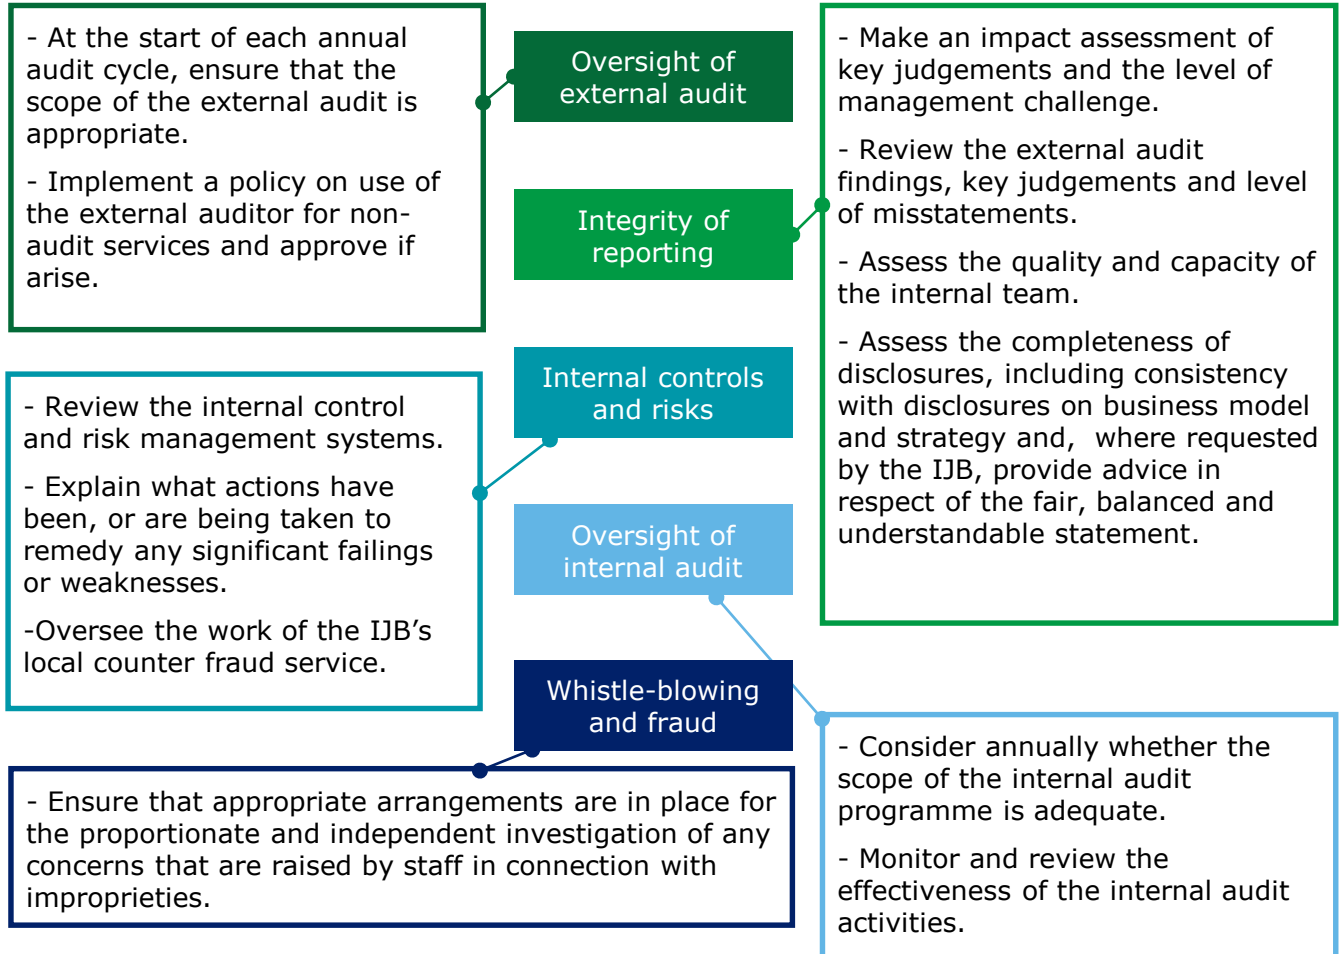 - At the start of each annual
audit cycle, ensure that the
scope of the external audit is
appropriate.
- Implement a policy on use of
the external auditor for non-
audit services and approve if
arise.
Oversight of
external audit
Integrity of
reporting
- Make an impact assessment of
key judgements and the level of
management challenge.
- Review the external audit
findings, key judgements and level
of misstatements.
- Assess the quality and capacity of
the internal team.
- Assess the completeness of
disclosures, including consistency
with disclosures on business model
and strategy and,  where requested
by the IJB, provide advice in
respect of the fair, balanced and
understandable statement.
Internal controls
and risks
- Review the internal control
and risk management systems.
- Explain what actions have
been, or are being taken to
remedy any significant failings
or weaknesses.
-Oversee the work of the IJB’s
local counter fraud service.
Oversight of
internal audit
Whistle-blowing
and fraud
- Ensure that appropriate arrangements are in place for
the proportionate and independent investigation of any
concerns that are raised by staff in connection with
improprieties.
- Consider annually whether the
scope of the internal audit
programme is adequate.
- Monitor and review the
effectiveness of the internal audit
activities.